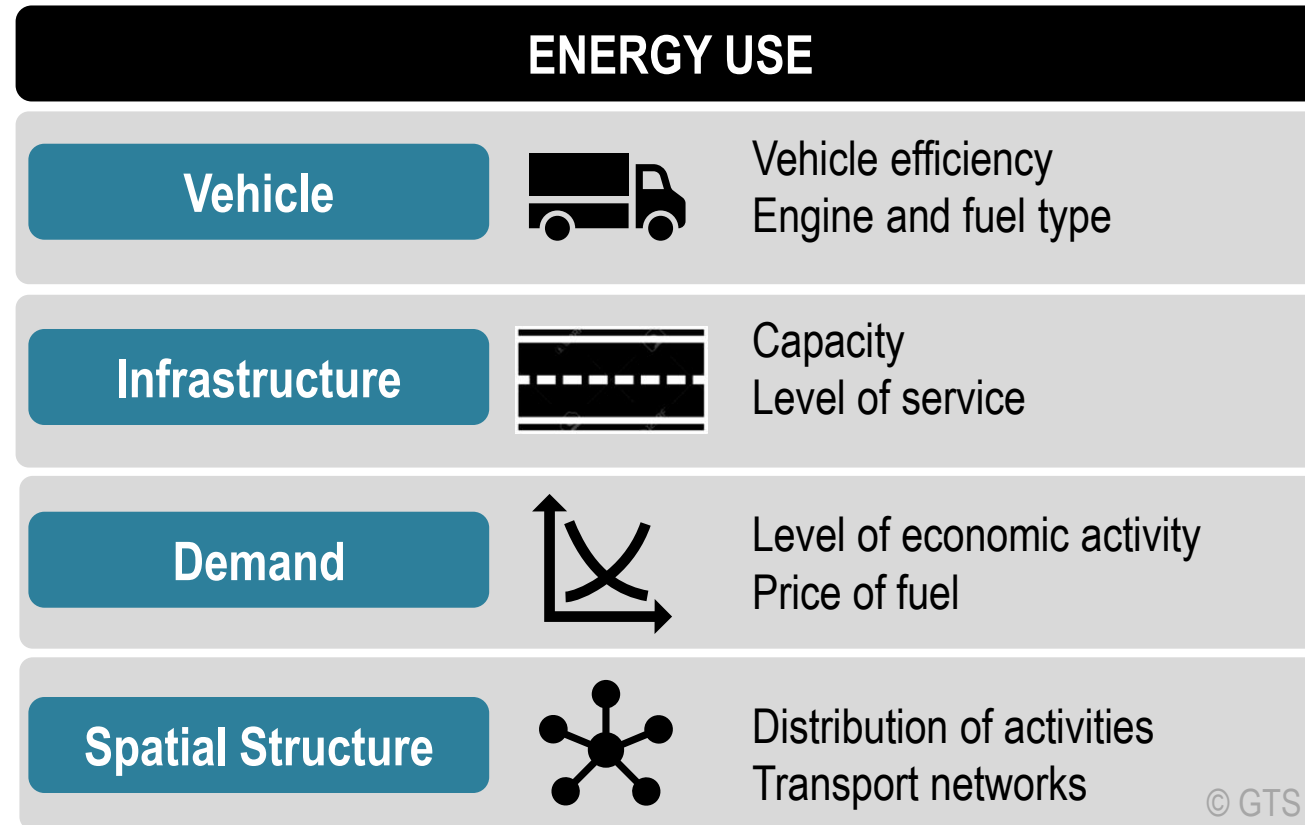 ENERGY USE
Vehicle
Vehicle efficiency
Engine and fuel type
Infrastructure
Capacity
Level of service
Demand
Level of economic activity
Price of fuel
Spatial Structure
Distribution of activities
Transport networks
© GTS